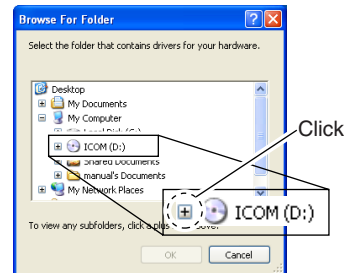 Browse For Folder
Select the folder that contains drivers for your hardware.
Desktop
My Documents
My Computer
ICOM (D:)
Shared Documents
manual's Documents
My Network Places
Click
ICOM (D:)
To view any subfolders, click a plus
OK
Cancel